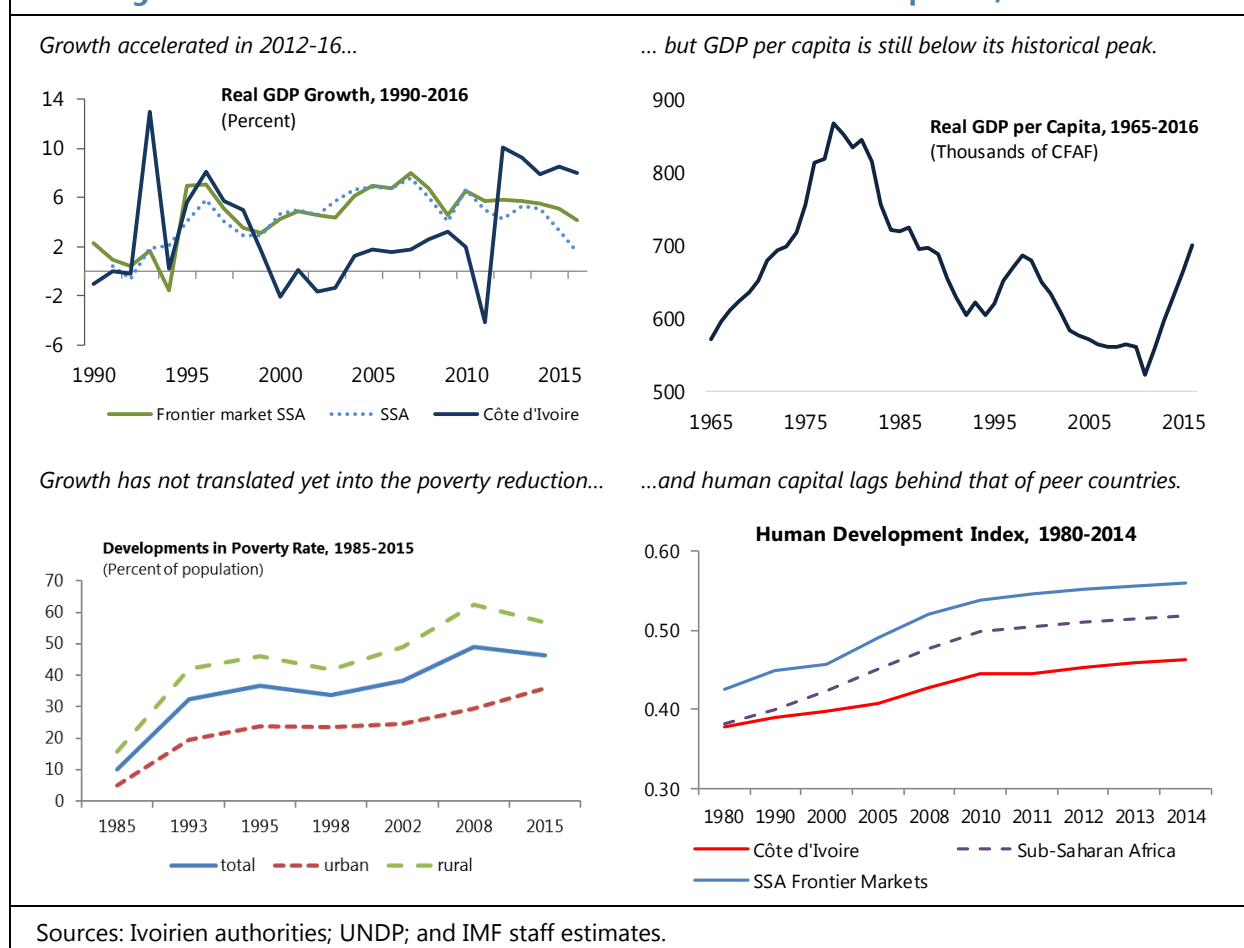 Growth accelerated in 2012-16...
... but GDP per capita is still below its historical peak.
Real GDP Growth, 1990-2016
(Percent)
14
10
6
2
-2
-6
1990 1995 2000 2005 2010 2015
Frontier market SSA SSA Côte d'Ivoire
Real GDP per Capita, 1965-2016
(Thousands of CFAF)
900
800
700
600
500
1965 1975 1985 1995 2005 2015
Growth has not translated yet into the poverty reduction...
...and human capital lags behind that of peer countries.
Developments in Poverty Rate, 1985-2015
(Percent of population)
70
60
50
40
30
20
10
0
1985 1993 1995 1998 2002 2008 2015
total urban rural
Human Development Index, 1980-2014
0.60
0.50
0.40
0.30
1980 1990 2000 2005 2008 2010 2011 2012 2013 2014
Côte d'Ivoire Sub-Saharan Africa
SSA Frontier Markets
Sources: Ivoirien authorities; UNDP; and IMF staff estimates.